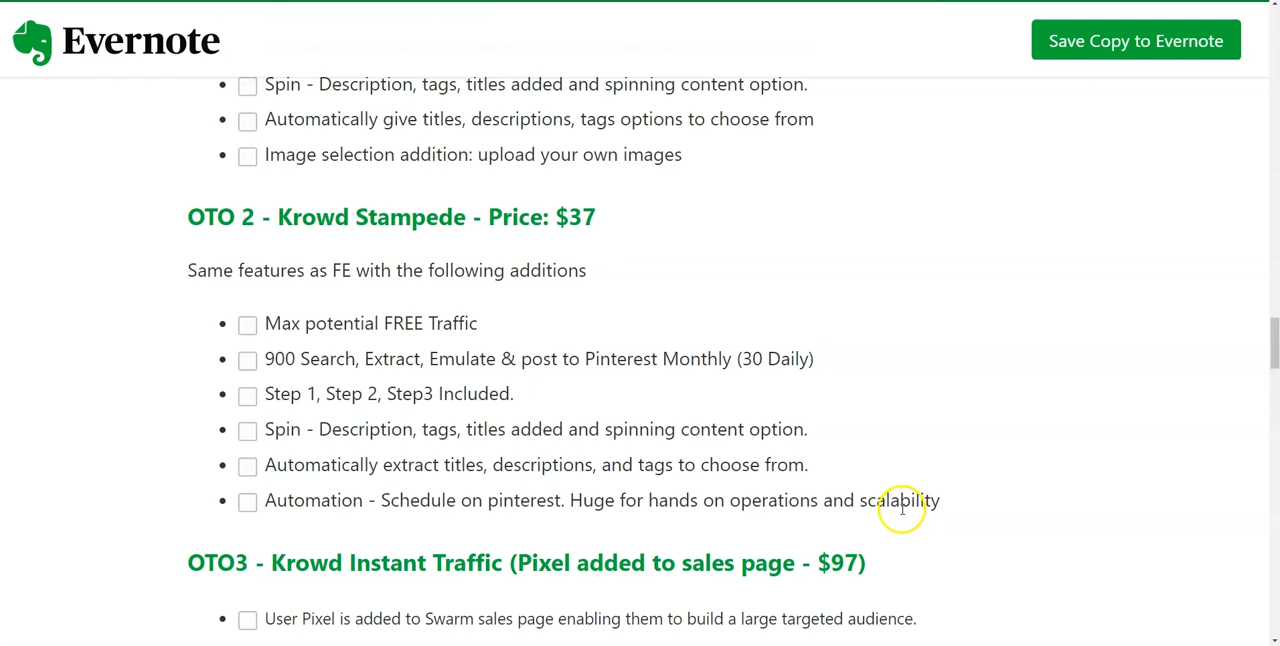 Evernote
Save Copy to Evernote
Spin - Description, tags, titles added and spinning content option.
Automatically give titles, descriptions, tags options to choose from
Image selection addition: upload your own images
OTO 2 - Krowd Stampede - Price: $37
Same features as FE with the following additions
Max potential FREE Traffic
900 Search, Extract, Emulate & post to Pinterest Monthly (30 Daily)
Step 1, Step 2, Step3 Included.
Spin - Description, tags, titles added and spinning content option.
Automatically extract titles, descriptions, and tags to choose from.
Automation - Schedule on pinterest. Huge for hands on operations and scalability
OTO3 - Krowd Instant Traffic (Pixel added to sales page - $97)
User Pixel is added to Swarm sales page enabling them to build a large targeted audience.